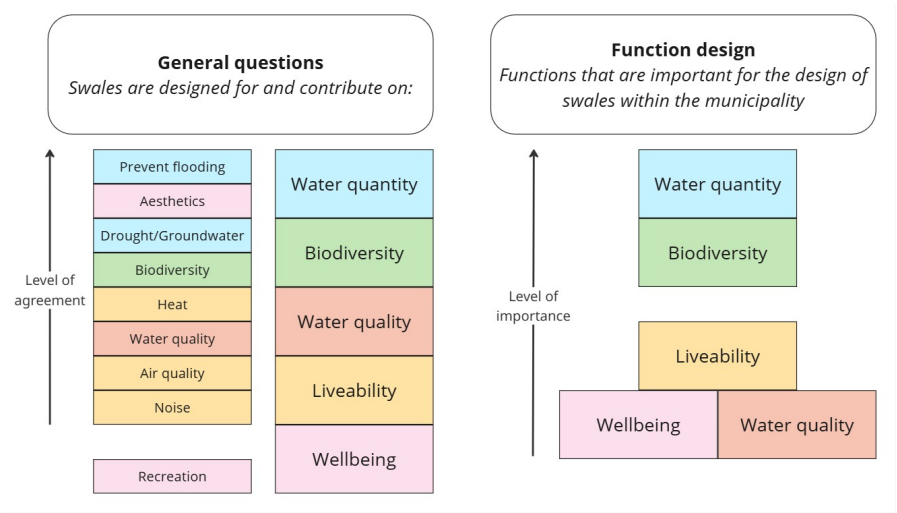 General questions
Swales are designed for and contribute on:
Function design
Functions that are important for the design of
swales within the municipality
Level of
agreement
Prevent flooding
Aesthetics
Drought/Groundwater
Biodiversity
Heat
Water quality
Air quality
Noise
Recreation
Water quantity
Biodiversity
Water quality
Liveability
Wellbeing
Level of
importance
Water quantity
Biodiversity
Liveability
Wellbeing
Water quality